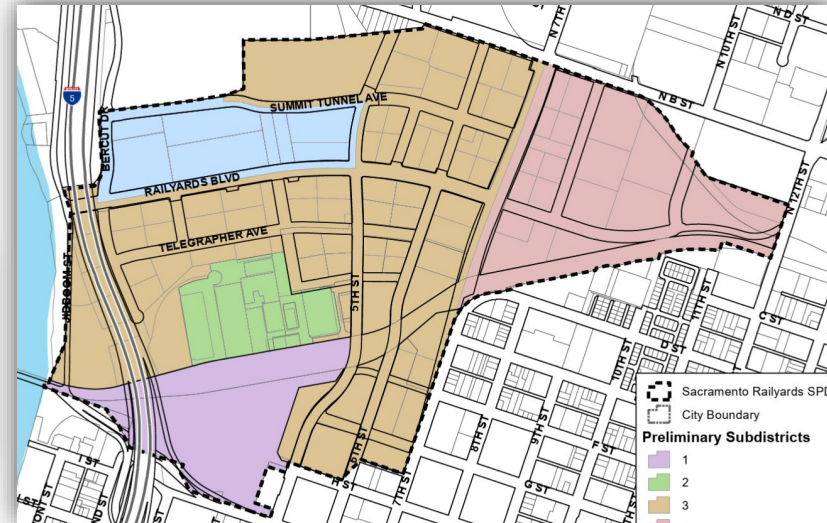 N 7TH
N D ST
N 10TH ST
5
BERCUT DR
SUMMIT TUNNEL AVE
N B ST
RAILYARDS BLVD
N 12TH ST
TELEGRAPHER AVE
JIBBOOM ST
5TH ST
11TH ST
C ST
D ST
10TH ST
Sacramento Railyards SPD
City Boundary
8TH ST
9TH ST
F ST
Preliminary Subdistricts
I ST
6TH ST
1
H ST
7TH ST
G ST
2
3